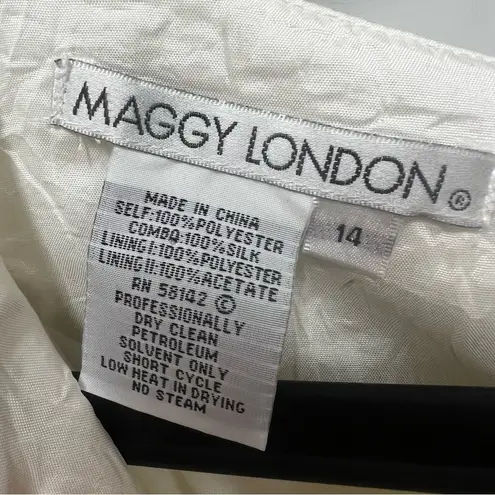 MAGGY LONDON®
14
MADE IN CHINA
SELF:100%POLYESTER
COMBO:100%SILK
LINING I:100%POLYESTER
LINING II:100%ACETATE
RN 58142 ©
PROFESSIONALLY
DRY CLEAN
PETROLEUM
SOLVENT ONLY
SHORT CYCLE
LOW HEAT IN DRYING
NO STEAM